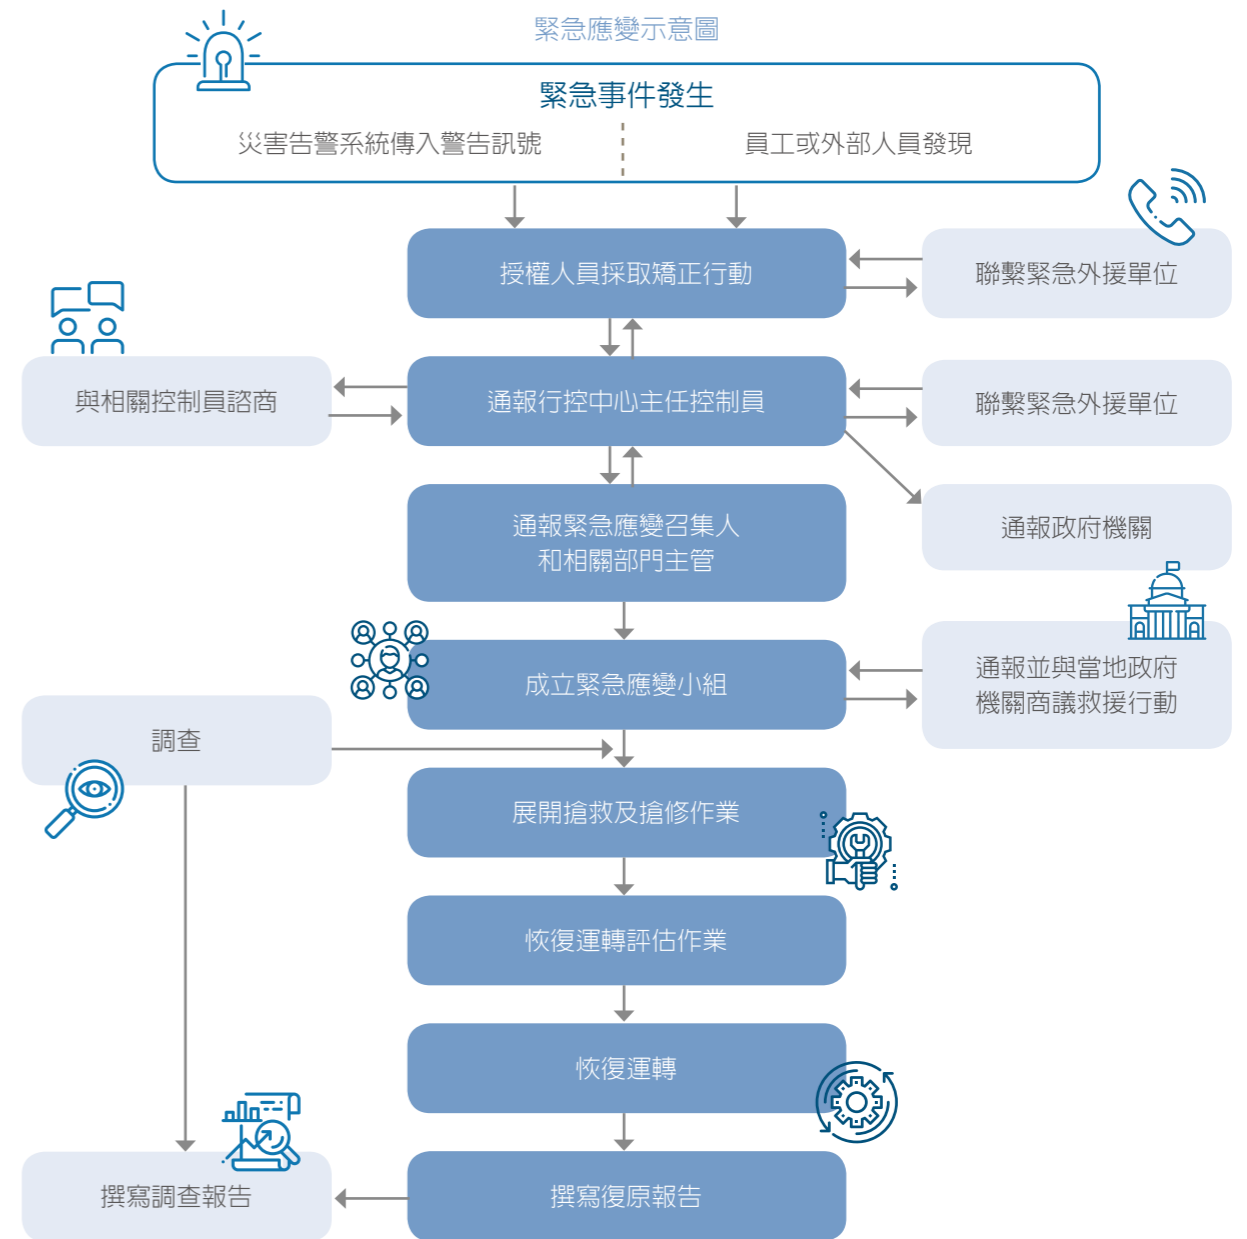 緊急應變示意圖
緊急事件發生
災害告警系統傳入警告訊號
員工或外部人員發現
授權人員採取矯正行動
聯繫緊急外援單位
與相關控制員諮商
通報行控中心主任控制員
聯繫緊急外援單位
通報緊急應變召集人
和相關部門主管
通報政府機關
成立緊急應變小組
通報並與當地政府
機關商議救援行動
調查
展開搶救及搶修作業
恢復運轉評估作業
恢復運轉
撰寫調查報告
撰寫復原報告